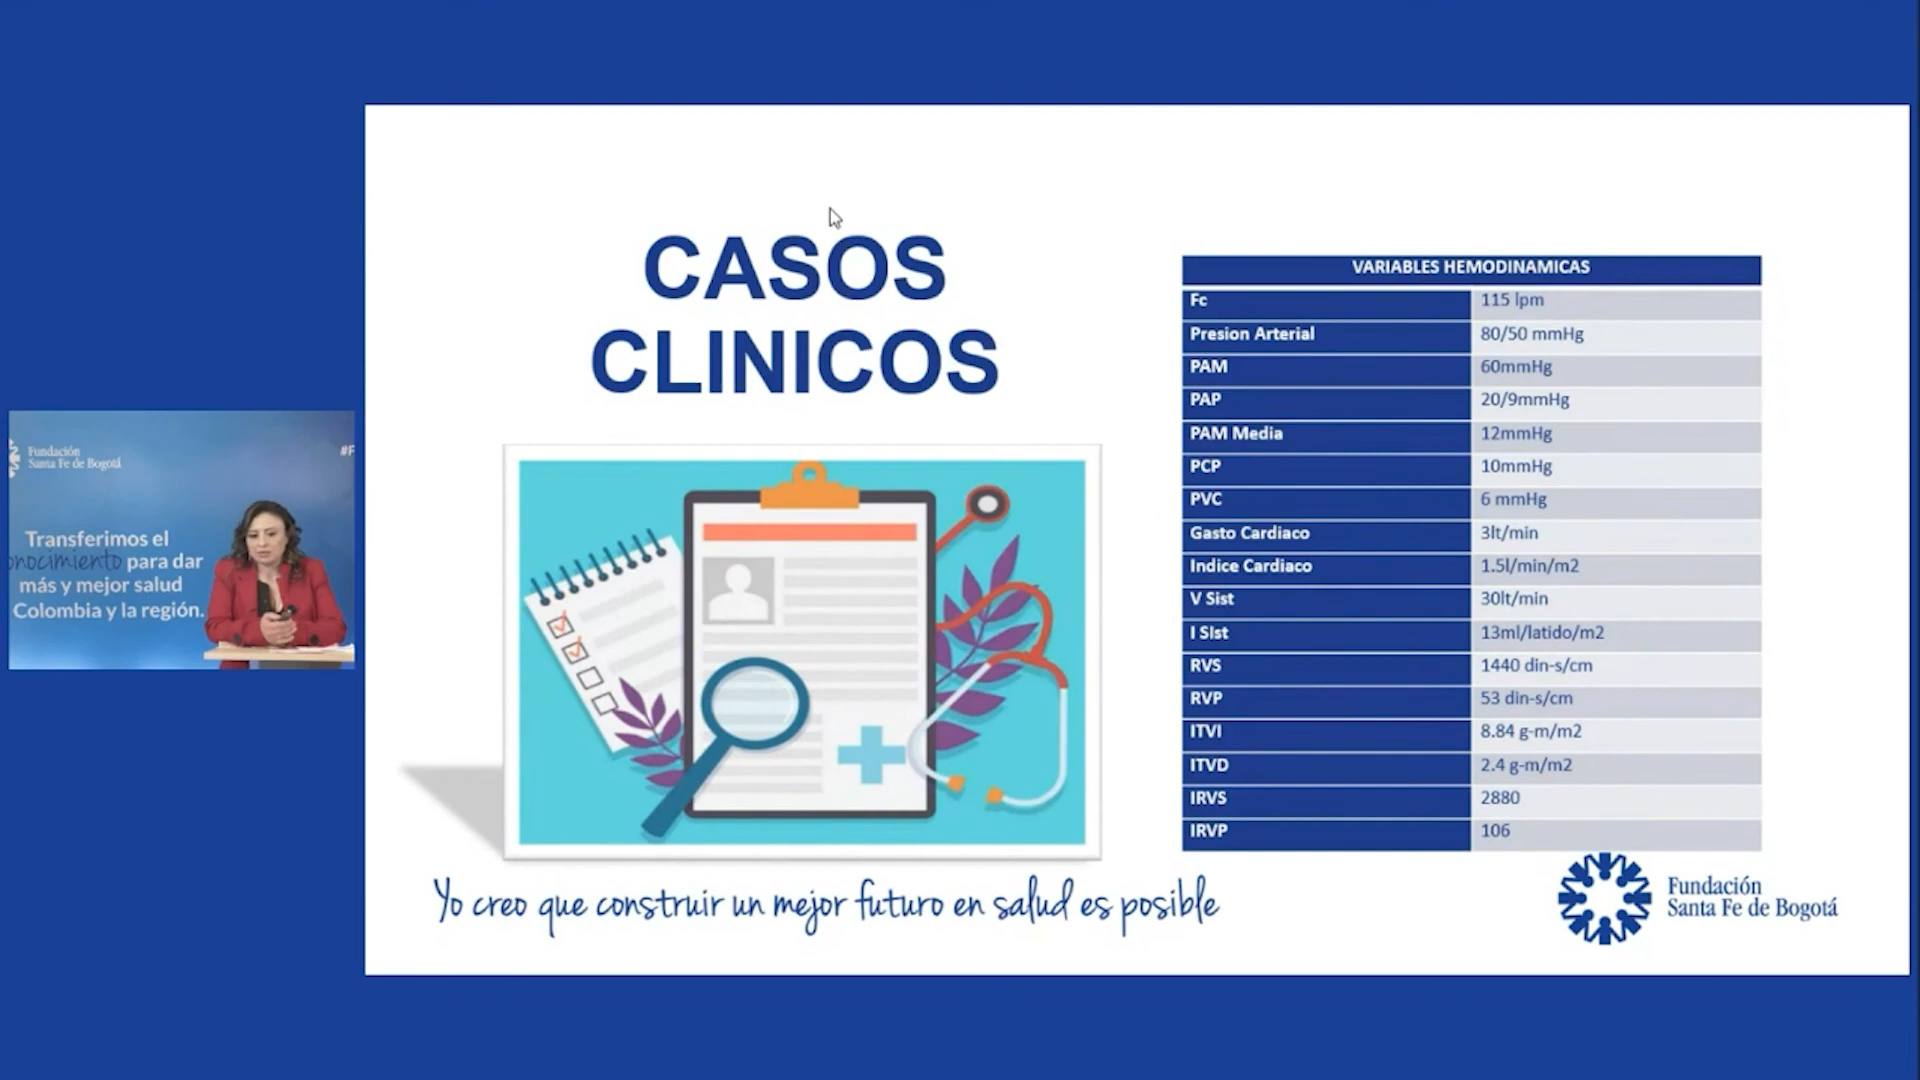 Fundación
Santa Fe de Bogotá
#F
Transferimos el
onocimiento para dar
más y mejor salud
Colombia y la región.
CASOS
CLINICOS
VARIABLES HEMODINAMICAS
Fc 115 lpm
Presion Arterial 80/50 mmHg
PAM 60mmHg
PAP 20/9mmHg
PAM Media 12mmHg
PCP 10mmHg
PVC 6 mmHg
Gasto Cardiaco 3lt/min
Indice Cardiaco 1.5l/min/m2
V Sist 30lt/min
I SIst 13ml/latido/m2
RVS 1440 din-s/cm
RVP 53 din-s/cm
ITVI 8.84 g-m/m2
ITVD 2.4 g-m/m2
IRVS 2880
IRVP 106
Yo creo que construir un mejor futuro en salud es posible
Fundación
Santa Fe de Bogotá